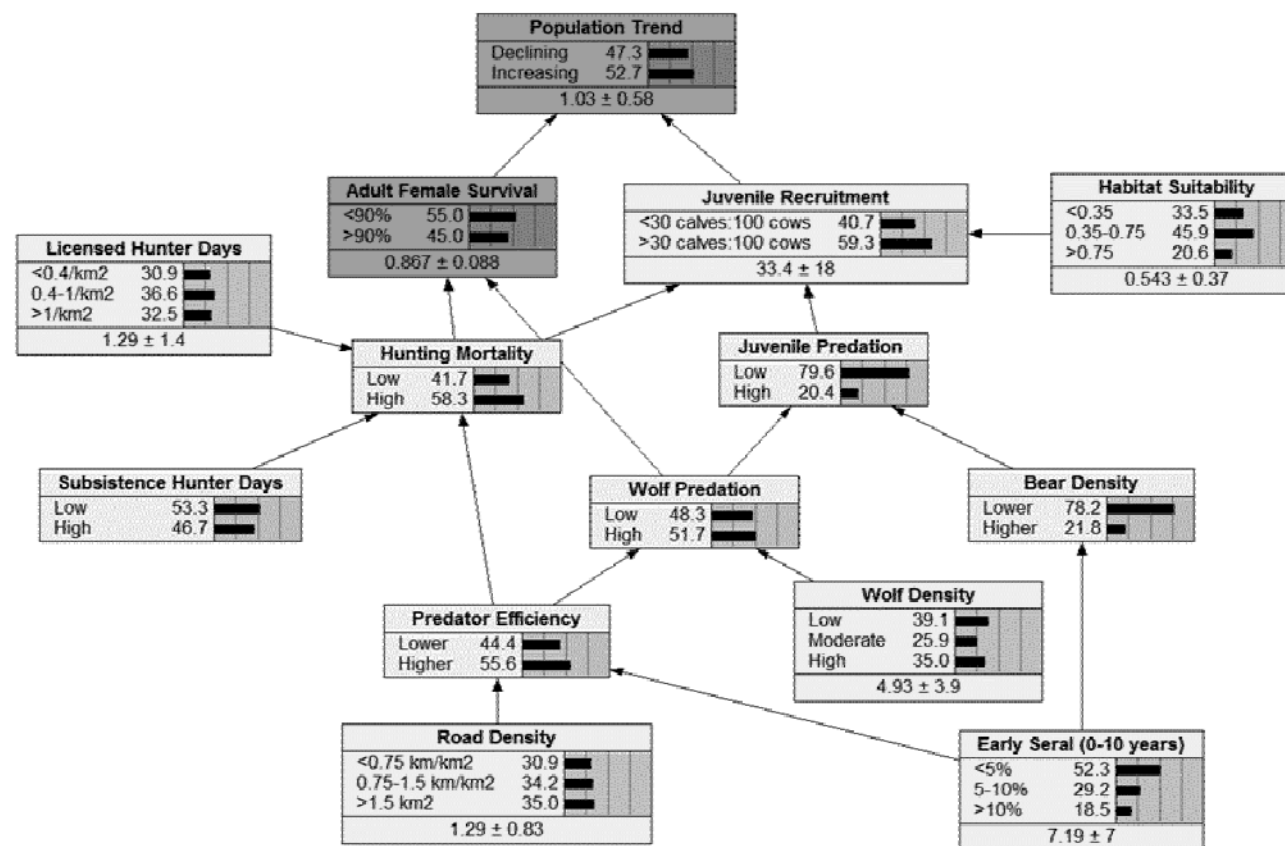 Population Trend
Declining 47.3
Increasing 52.7
1.03 ± 0.58
Adult Female Survival
<90% 55.0
>90% 45.0
0.867 ± 0.088
Juvenile Recruitment
<30 calves:100 cows 40.7
>30 calves:100 cows 59.3
33.4 ± 18
Habitat Suitability
<0.35 33.5
0.35-0.75 45.9
>0.75 20.6
0.543 ± 0.37
Licensed Hunter Days
<0.4/km2 30.9
0.4-1/km2 36.6
>1/km2 32.5
1.29 ± 1.4
Hunting Mortality
Low 41.7
High 58.3
Juvenile Predation
Low 79.6
High 20.4
Subsistence Hunter Days
Low 53.3
High 46.7
Wolf Predation
Low 48.3
High 51.7
Bear Density
Lower 78.2
Higher 21.8
Predator Efficiency
Lower 44.4
Higher 55.6
Wolf Density
Low 39.1
Moderate 25.9
High 35.0
4.93 ± 3.9
Road Density
<0.75 km/km2 30.9
0.75-1.5 km/km2 34.2
>1.5 km2 35.0
1.29 ± 0.83
Early Seral (0-10 years)
<5% 52.3
5-10% 29.2
>10% 18.5
7.19 ± 7